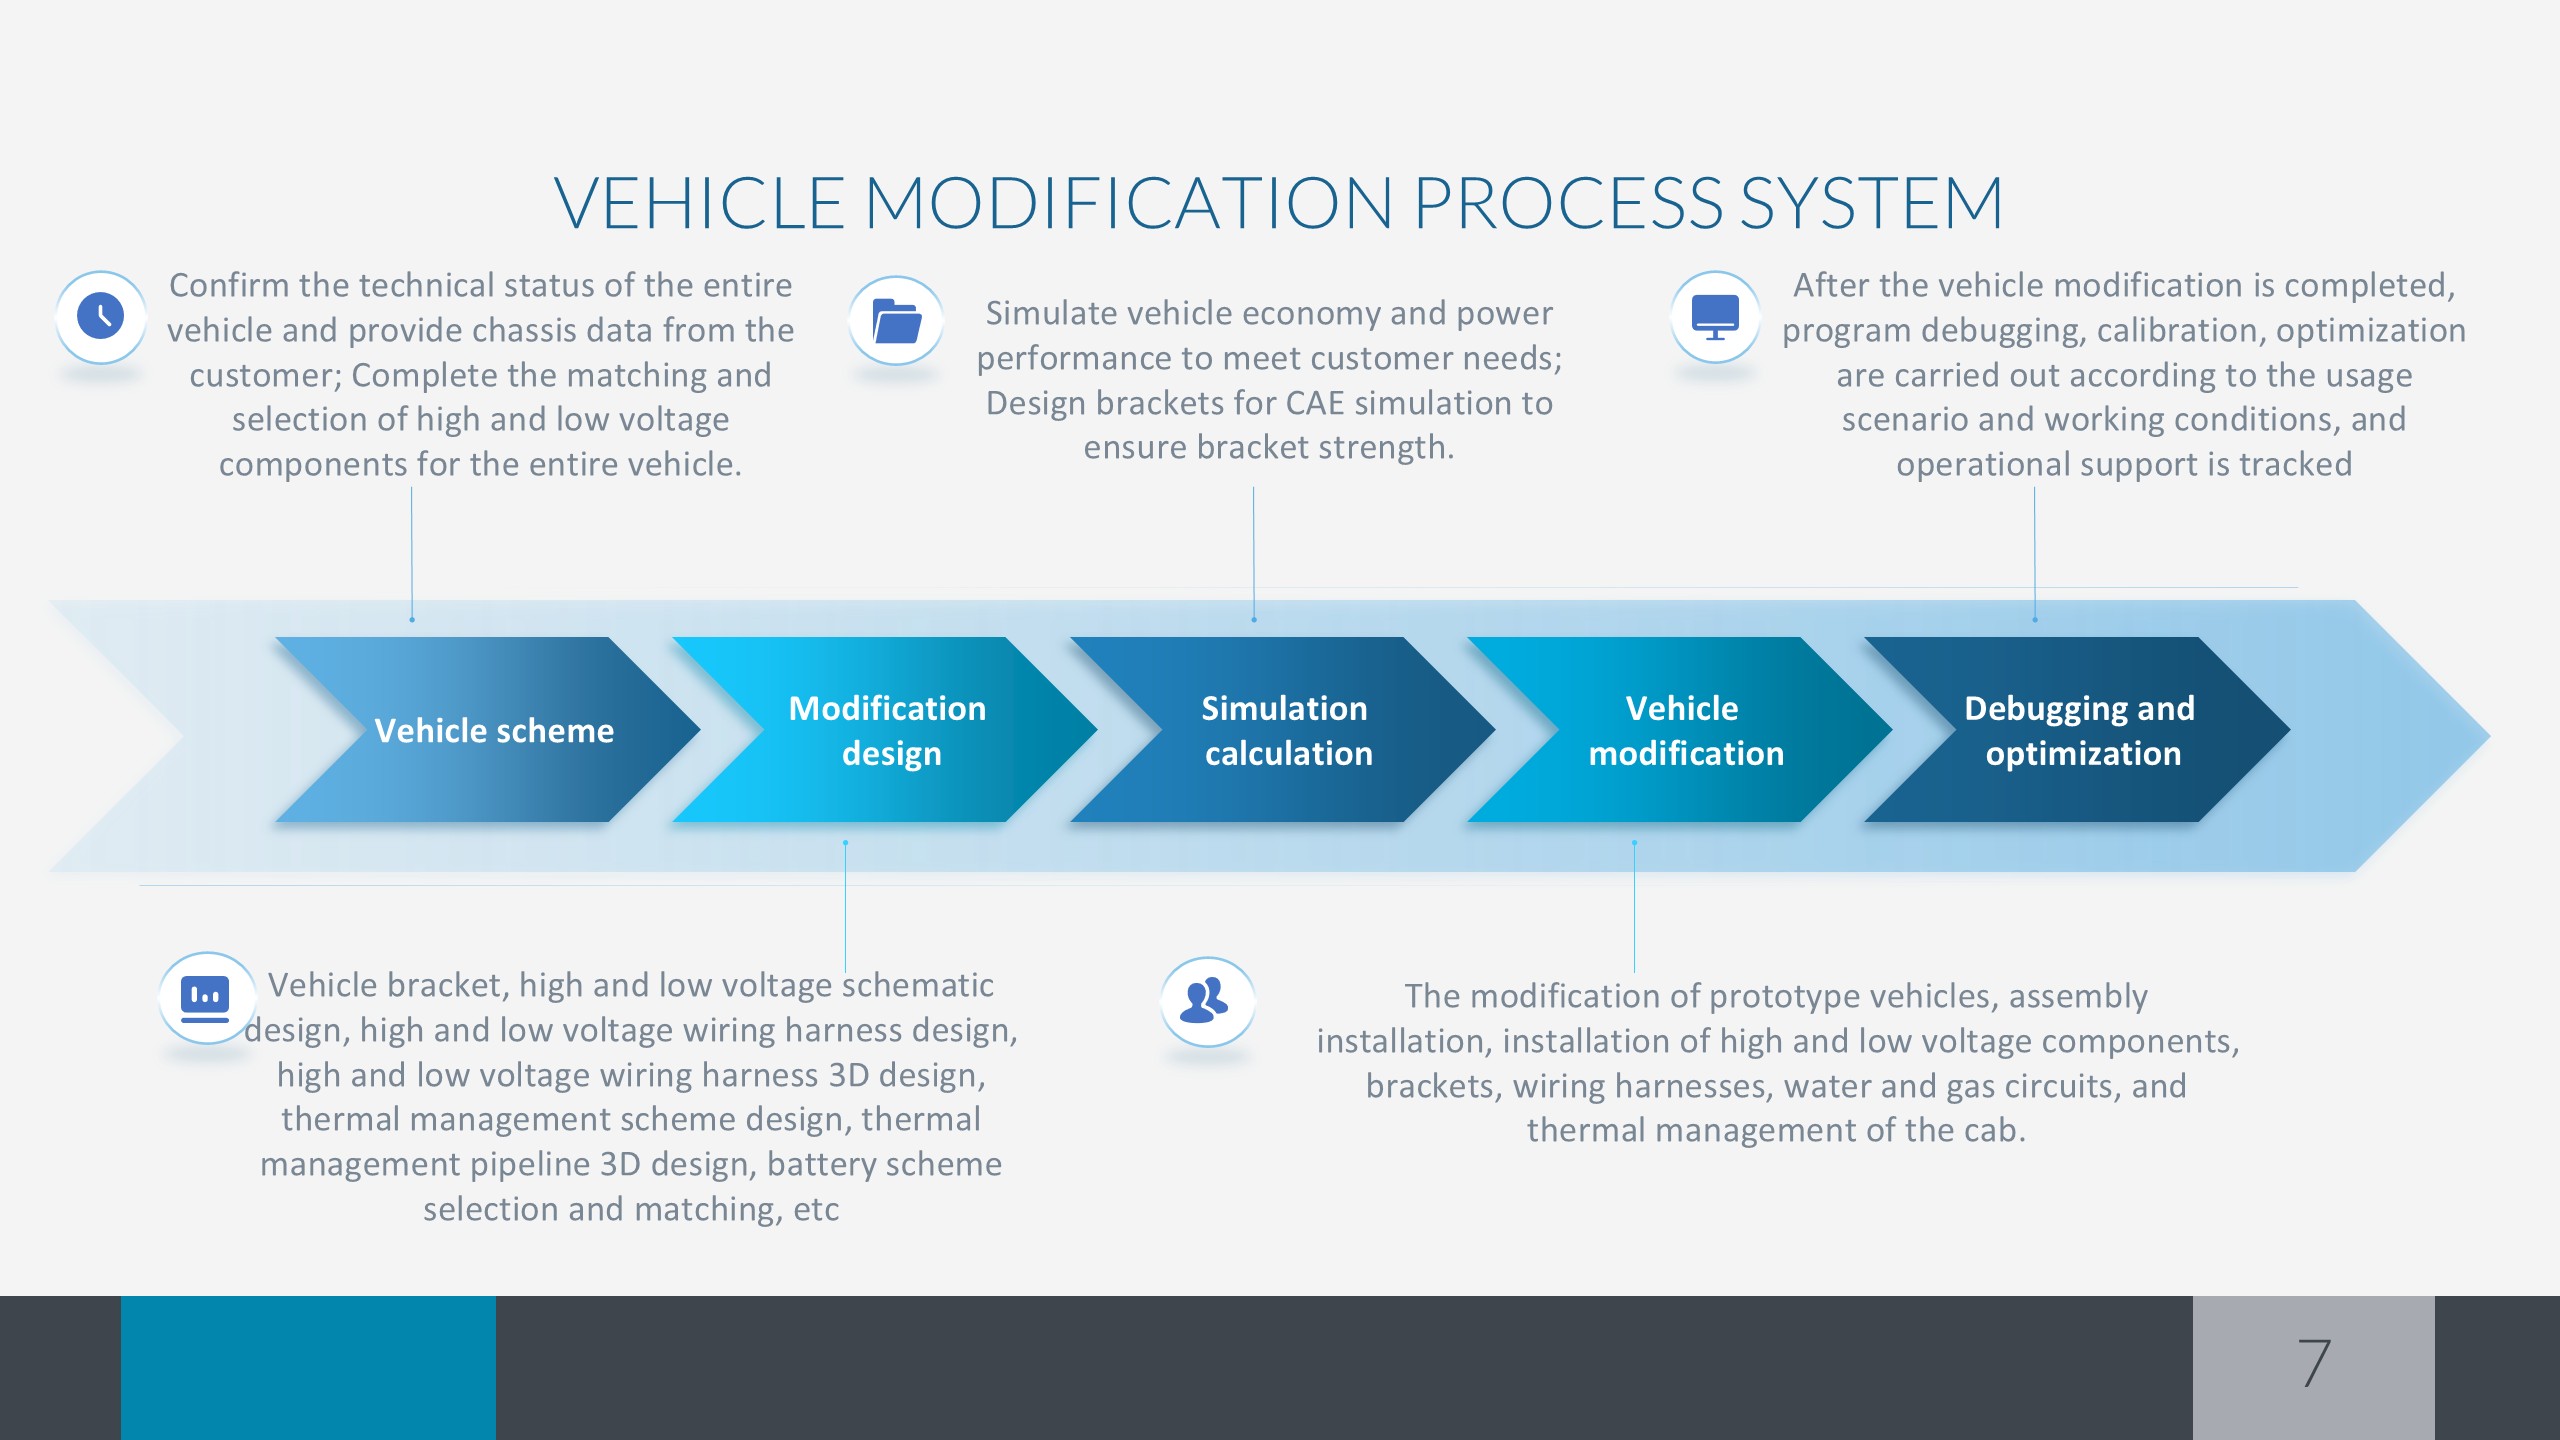 VEHICLE MODIFICATION PROCESS SYSTEM
Confirm the technical status of the entire
vehicle and provide chassis data from the
customer; Complete the matching and
selection of high and low voltage
components for the entire vehicle.
Simulate vehicle economy and power
performance to meet customer needs;
Design brackets for CAE simulation to
ensure bracket strength.
After the vehicle modification is completed,
program debugging, calibration, optimization
are carried out according to the usage
scenario and working conditions, and
operational support is tracked
Vehicle scheme
Modification
design
Simulation
calculation
Vehicle
modification
Debugging and
optimization
Vehicle bracket, high and low voltage schematic
design, high and low voltage wiring harness design,
high and low voltage wiring harness 3D design,
thermal management scheme design, thermal
management pipeline 3D design, battery scheme
selection and matching, etc
The modification of prototype vehicles, assembly
installation, installation of high and low voltage components,
brackets, wiring harnesses, water and gas circuits, and
thermal management of the cab.
7